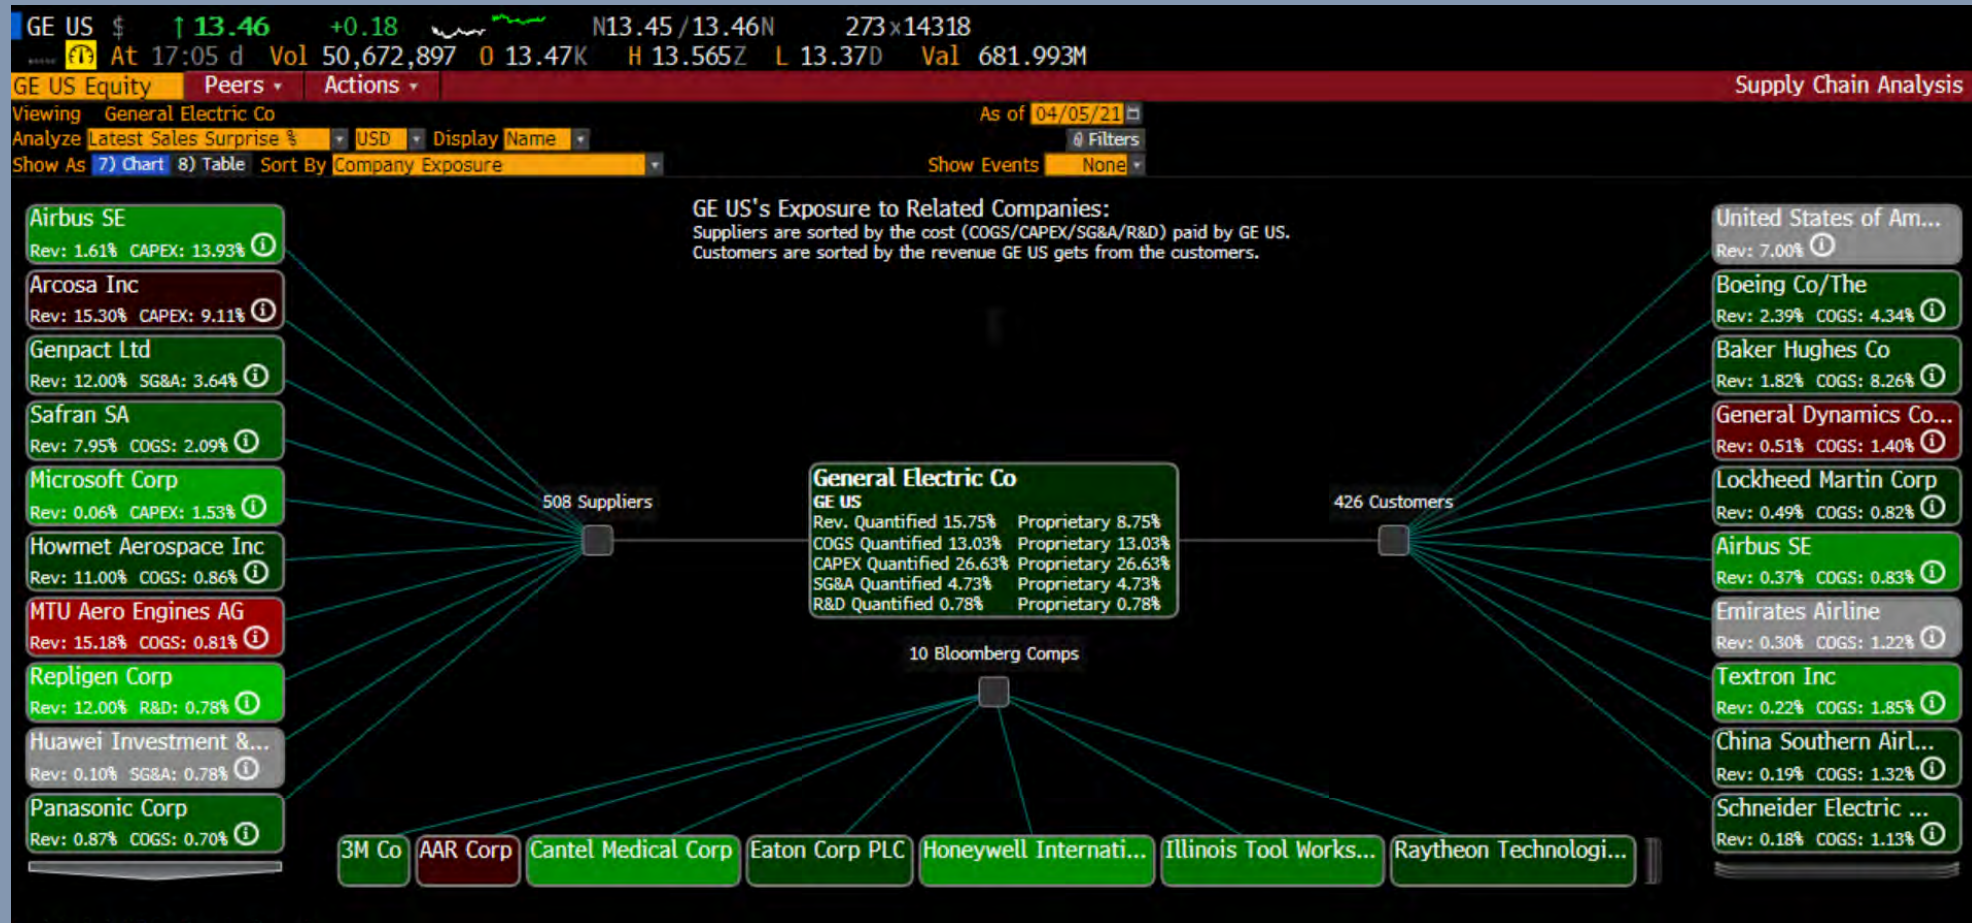 GE US $ ↑ 13.46 +0.18 N13.45/13.46N 273x14318
At 17:05 d Vol 50,672,897 O 13.47K H 13.565Z L 13.37D Val 681.993M
GE US Equity Peers Actions Supply Chain Analysis
Viewing General Electric Co As of 04/05/21
Analyze Latest Sales Surprise % USD Display Name Filters
Show As 7) Chart 8) Table Sort By Company Exposure Show Events None
GE US's Exposure to Related Companies:
Suppliers are sorted by the cost (COGS/CAPEX/SG&A/R&D) paid by GE US.
Customers are sorted by the revenue GE US gets from the customers.
Airbus SE
Rev: 1.61% CAPEX: 13.93%
Arcosa Inc
Rev: 15.30% CAPEX: 9.11%
Genpact Ltd
Rev: 12.00% SG&A: 3.64%
Safran SA
Rev: 7.95% COGS: 2.09%
Microsoft Corp
Rev: 0.06% CAPEX: 1.53%
Howmet Aerospace Inc
Rev: 11.00% COGS: 0.86%
MTU Aero Engines AG
Rev: 15.18% COGS: 0.81%
Repligen Corp
Rev: 12.00% R&D: 0.78%
Huawei Investment &...
Rev: 0.10% SG&A: 0.78%
Panasonic Corp
Rev: 0.87% COGS: 0.70%
508 Suppliers
General Electric Co
GE US
Rev. Quantified 15.75% Proprietary 8.75%
COGS Quantified 13.03% Proprietary 13.03%
CAPEX Quantified 26.63% Proprietary 26.63%
SG&A Quantified 4.73% Proprietary 4.73%
R&D Quantified 0.78% Proprietary 0.78%
426 Customers
United States of Am...
Rev: 7.00%
Boeing Co/The
Rev: 2.39% COGS: 4.34%
Baker Hughes Co
Rev: 1.82% COGS: 8.26%
General Dynamics Co...
Rev: 0.51% COGS: 1.40%
Lockheed Martin Corp
Rev: 0.49% COGS: 0.82%
Airbus SE
Rev: 0.37% COGS: 0.83%
Emirates Airline
Rev: 0.30% COGS: 1.22%
Textron Inc
Rev: 0.22% COGS: 1.85%
China Southern Airl...
Rev: 0.19% COGS: 1.32%
Schneider Electric ...
Rev: 0.18% COGS: 1.13%
10 Bloomberg Comps
3M Co AAR Corp Cantel Medical Corp Eaton Corp PLC Honeywell Internati... Illinois Tool Works... Raytheon Technologi...